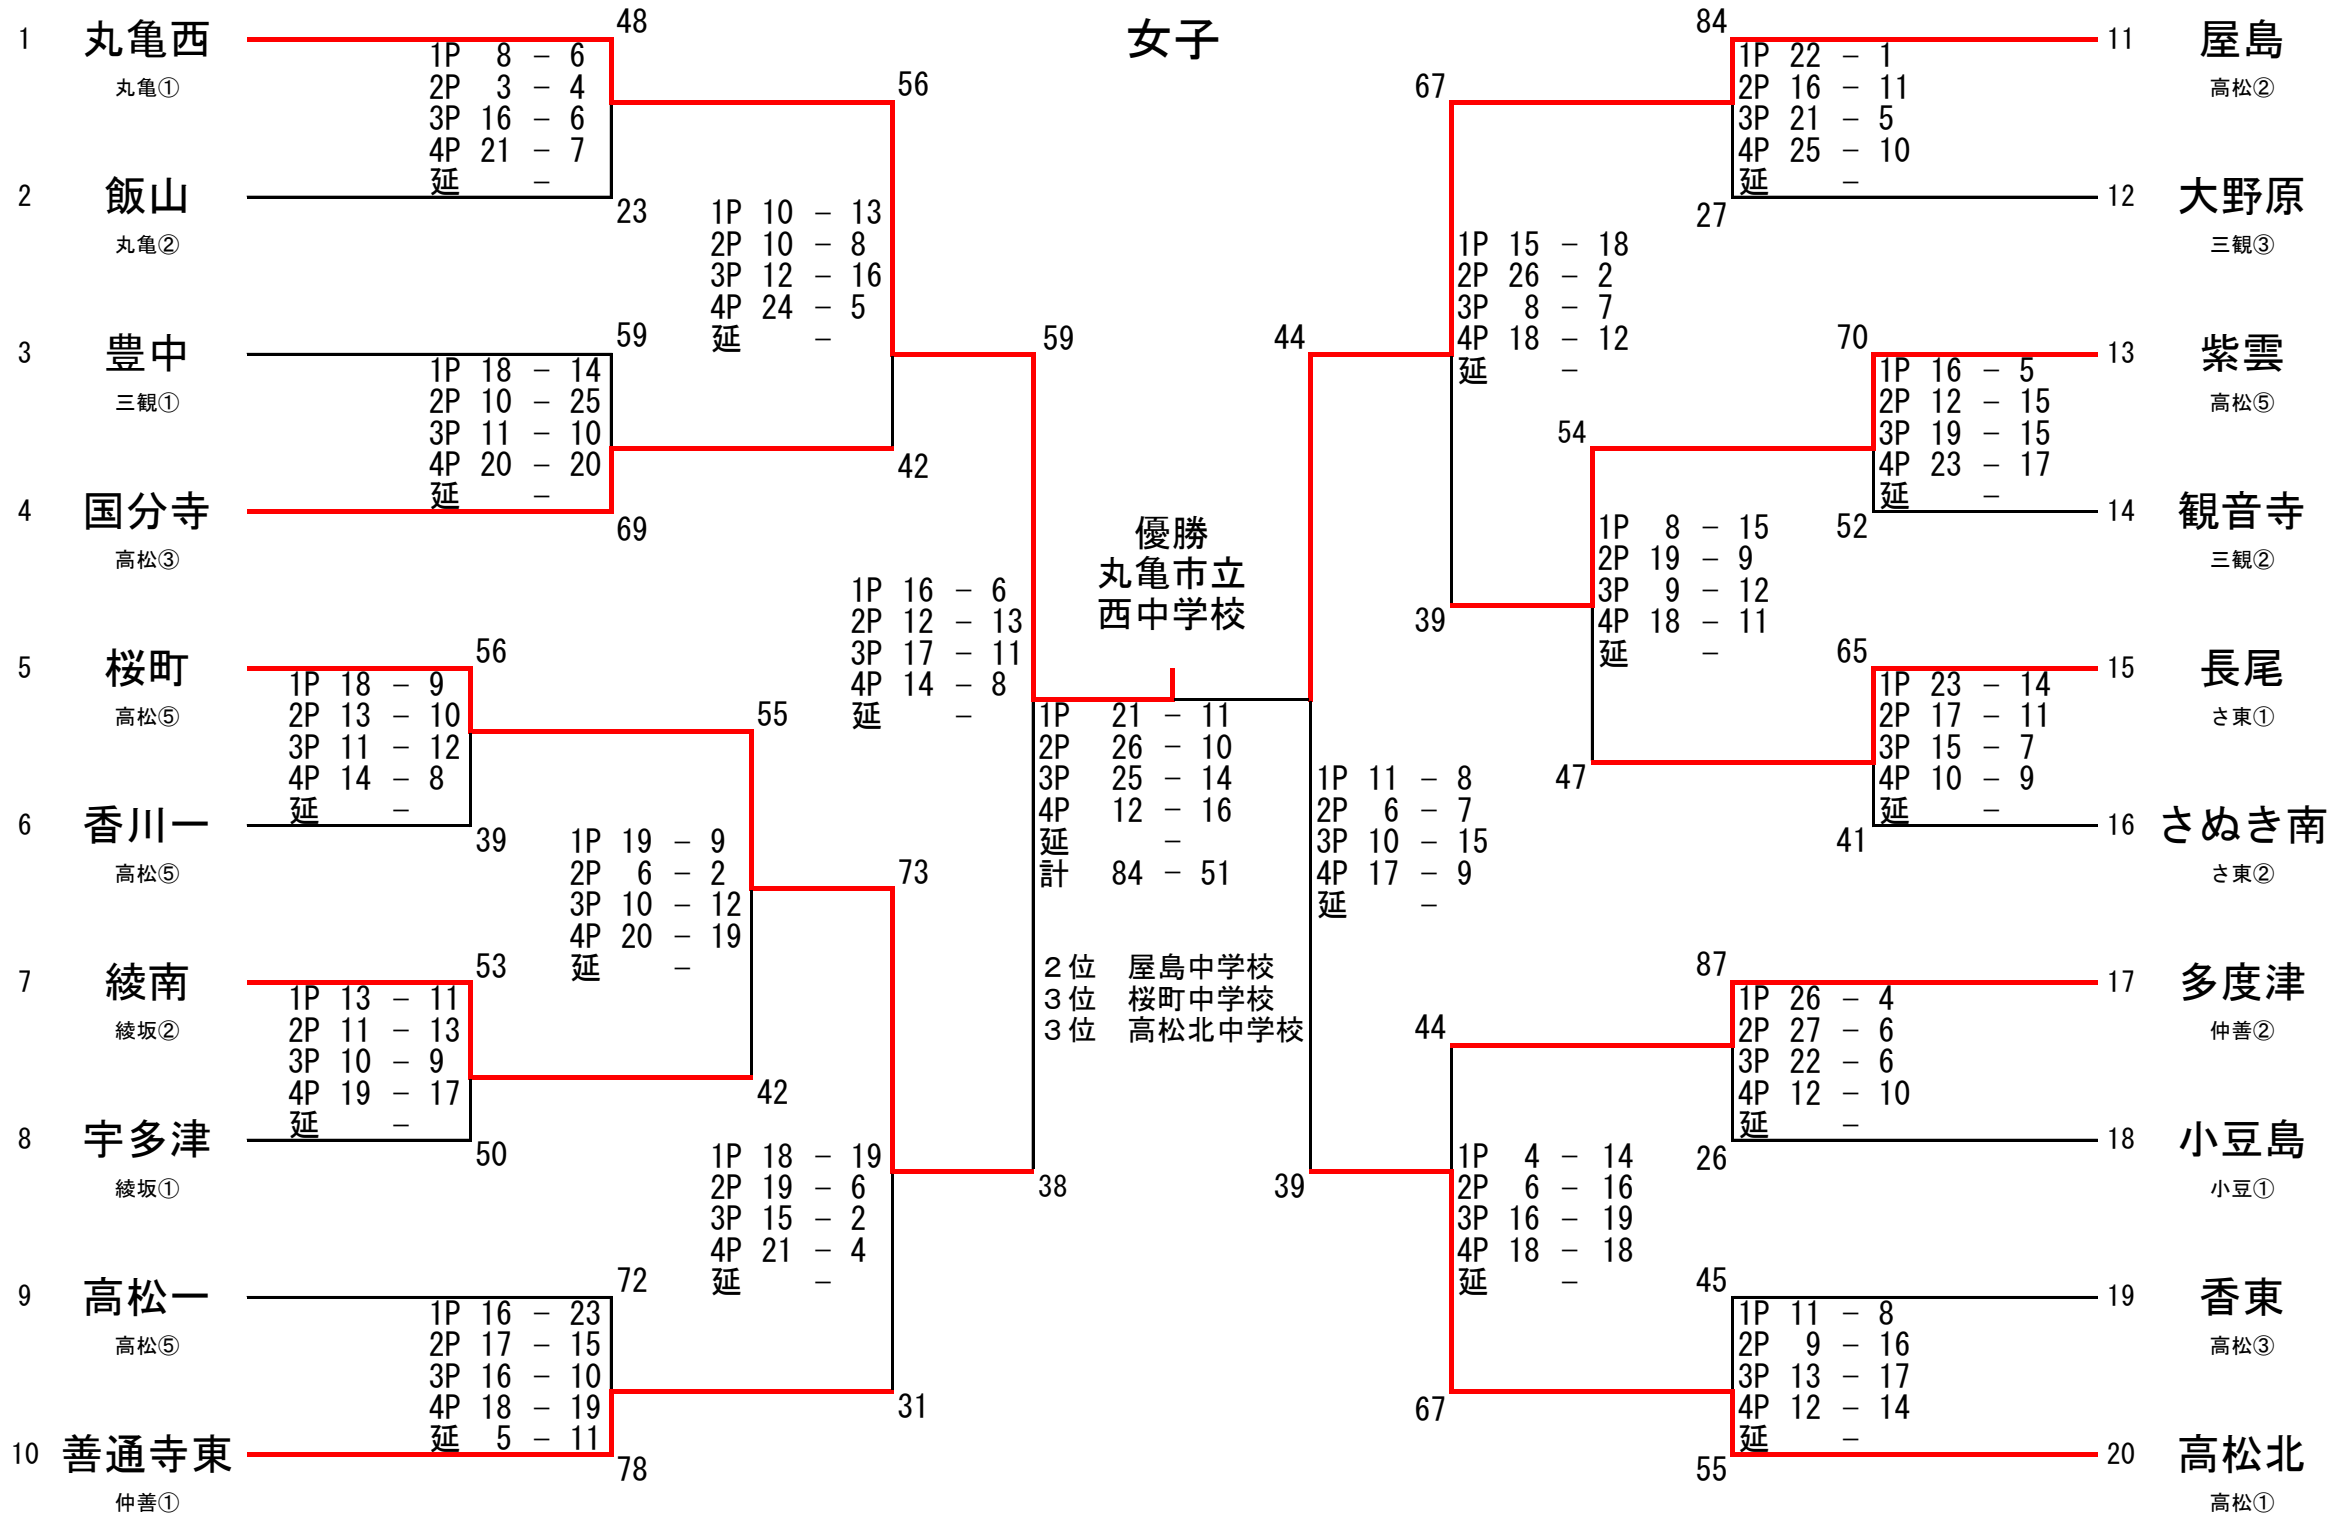 女子
1 丸亀西
丸亀①
48
1P 8 － 6
2P 3 － 4
3P 16 － 6
4P 21 － 7
延 －
2 飯山
丸亀②
23
3 豊中
三観①
59
1P 18 － 14
2P 10 － 25
3P 11 － 10
4P 20 － 20
延 －
4 国分寺
高松③
69
56
1P 10 － 13
2P 10 － 8
3P 12 － 16
4P 24 － 5
延 －
42
5 桜町
高松⑤
56
1P 18 － 9
2P 13 － 10
3P 11 － 12
4P 14 － 8
延 －
6 香川一
高松⑤
39
7 綾南
綾坂②
53
1P 13 － 11
2P 11 － 13
3P 10 － 9
4P 19 － 17
延 －
8 宇多津
綾坂①
50
55
1P 19 － 9
2P 6 － 2
3P 10 － 12
4P 20 － 19
延 －
42
9 高松一
高松⑤
72
1P 16 － 23
2P 17 － 15
3P 16 － 10
4P 18 － 19
延 5 － 11
10 善通寺東
仲善①
78
73
1P 18 － 19
2P 19 － 6
3P 15 － 2
4P 21 － 4
延 －
31
59
1P 16 － 6
2P 12 － 13
3P 17 － 11
4P 14 － 8
延 －
38
優勝
丸亀市立
西中学校
1P 21 － 11
2P 26 － 10
3P 25 － 14
4P 12 － 16
延 －
計 84 － 51
２位 屋島中学校
３位 桜町中学校
３位 高松北中学校
44
1P 11 － 8
2P 6 － 7
3P 10 － 15
4P 17 － 9
延 －
39
67
1P 15 － 18
2P 26 － 2
3P 8 － 7
4P 18 － 12
延 －
39
84
1P 22 － 1
2P 16 － 11
3P 21 － 5
4P 25 － 10
延 －
27
11 屋島
高松②
12 大野原
三観③
54
1P 8 － 15
2P 19 － 9
3P 9 － 12
4P 18 － 11
延 －
47
70
1P 16 － 5
2P 12 － 15
3P 19 － 15
4P 23 － 17
延 －
52
13 紫雲
高松⑤
14 観音寺
三観②
65
1P 23 － 14
2P 17 － 11
3P 15 － 7
4P 10 － 9
延 －
41
15 長尾
さ東①
16 さぬき南
さ東②
44
1P 4 － 14
2P 6 － 16
3P 16 － 19
4P 18 － 18
延 －
67
87
1P 26 － 4
2P 27 － 6
3P 22 － 6
4P 12 － 10
延 －
26
17 多度津
仲善②
18 小豆島
小豆①
45
1P 11 － 8
2P 9 － 16
3P 13 － 17
4P 12 － 14
延 －
55
19 香東
高松③
20 高松北
高松①